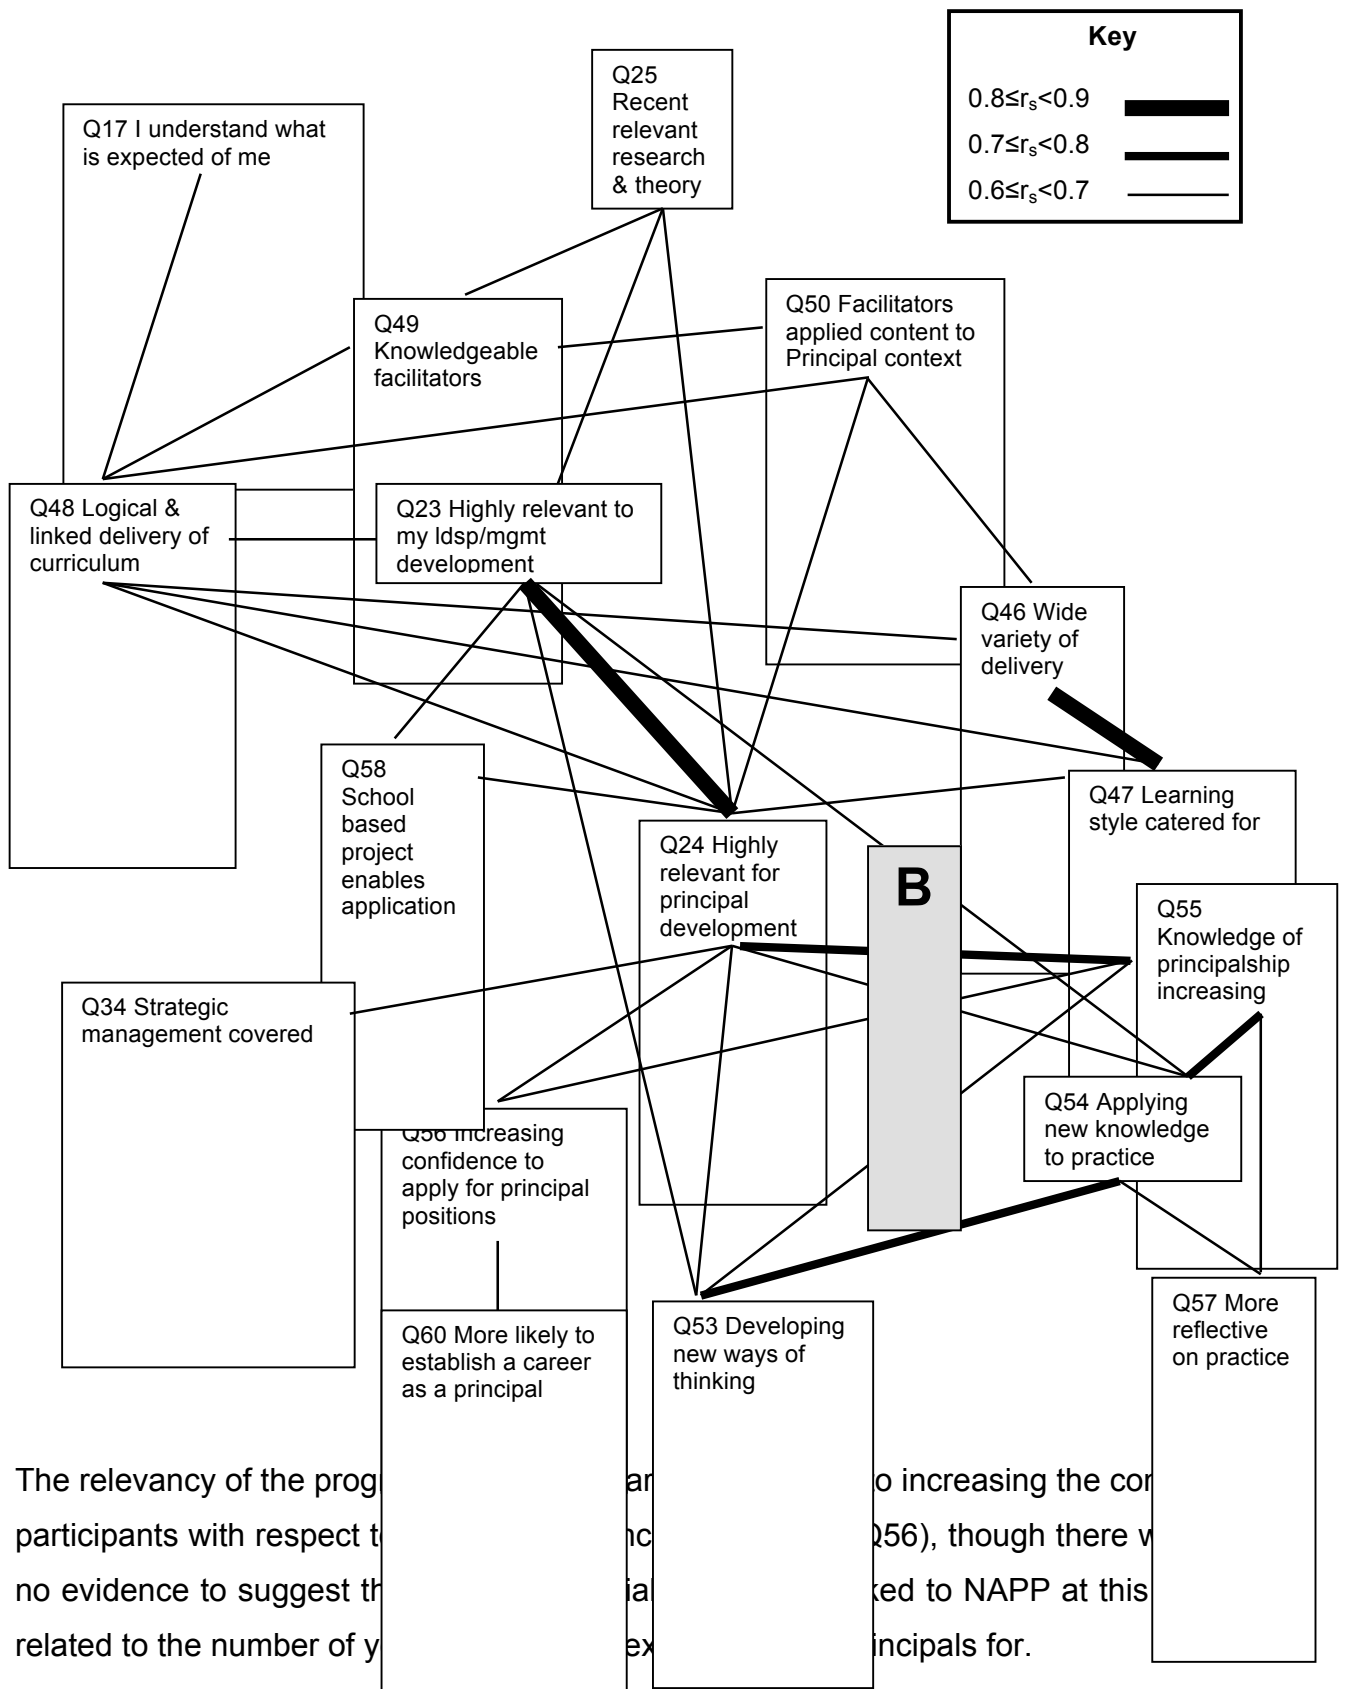 Key
0.8≤rs<0.9
0.7≤rs<0.8
0.6≤rs<0.7
Q25
Recent
relevant
research
& theory
Q17 I understand what
is expected of me
Q50 Facilitators
applied content to
Principal context
Q49
Knowledgeable
facilitators
Q48 Logical &
linked delivery of
curriculum
Q23 Highly relevant to
my ldsp/mgmt
development
Q46 Wide
variety of
delivery
Q58
School
based
project
enables
application
Q47 Learning
style catered for
Q24 Highly
relevant for
principal
development
B
Q55
Knowledge of
principalship
increasing
Q34 Strategic
management covered
Q54 Applying
new knowledge
to practice
Q56 Increasing
confidence to
apply for principal
positions
Q57 More
reflective
on practice
Q60 More likely to
establish a career
as a principal
Q53 Developing
new ways of
thinking
The relevancy of the to increasing the
participants with respect Q56), though there
no evidence to suggest to NAPP at this
related to the number of for.